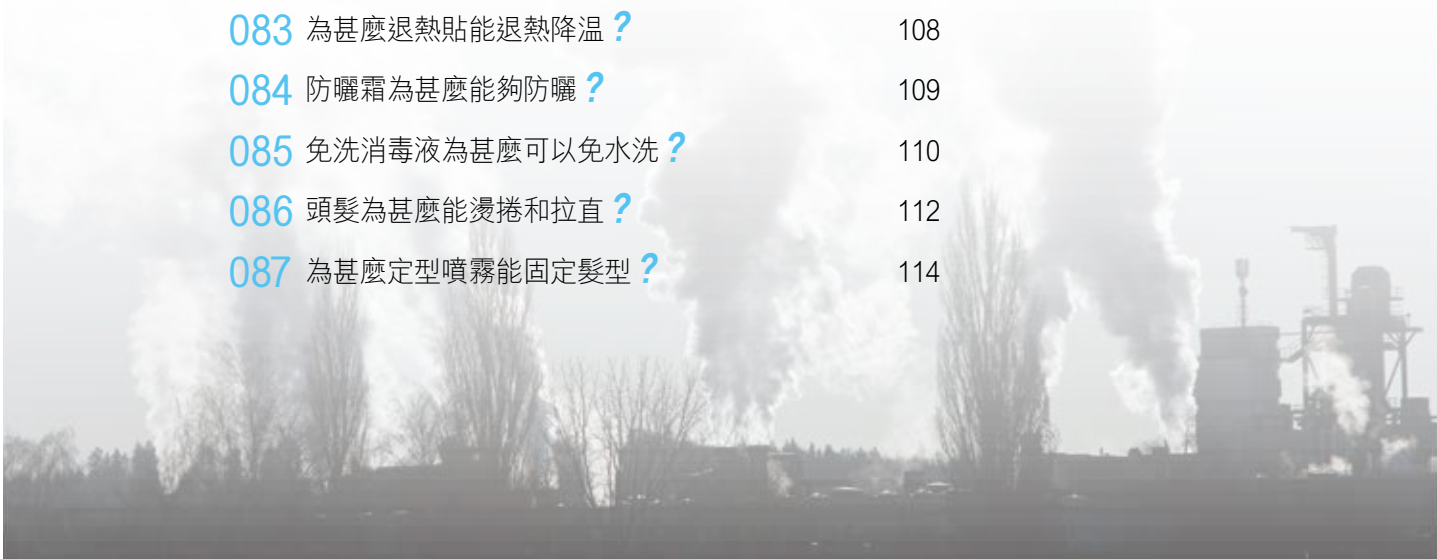 083 為甚麼退熱貼能退熱降温? 108
084 防曬霜為甚麼能夠防曬? 109
085 免洗消毒液為甚麼可以免水洗? 110
086 頭髮為甚麼能燙捲和拉直? 112
087 為甚麼定型噴霧能固定髮型? 114